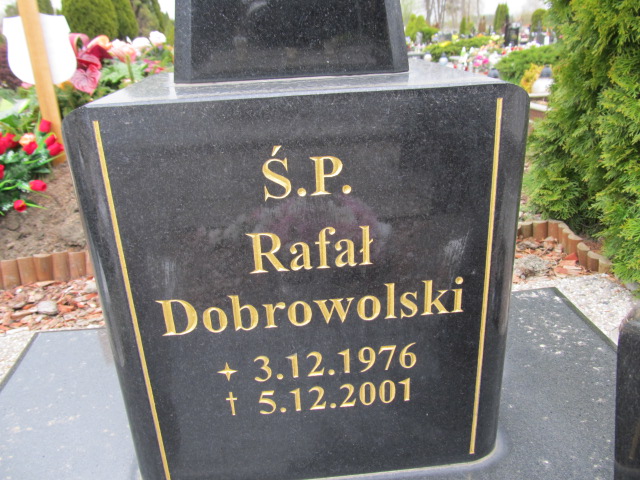 Ś.P.
Rafał
Dobrowolski
✦ 3.12.1976
† 5.12.2001